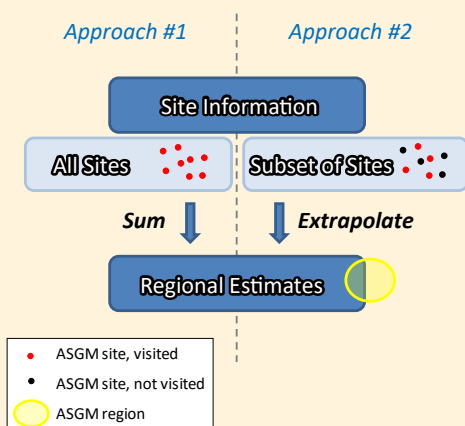 Approach #1
Approach #2
Site Information
All Sites
Subset of Sites
Sum
Extrapolate
Regional Estimates
ASGM site, visited
ASGM site, not visited
ASGM region